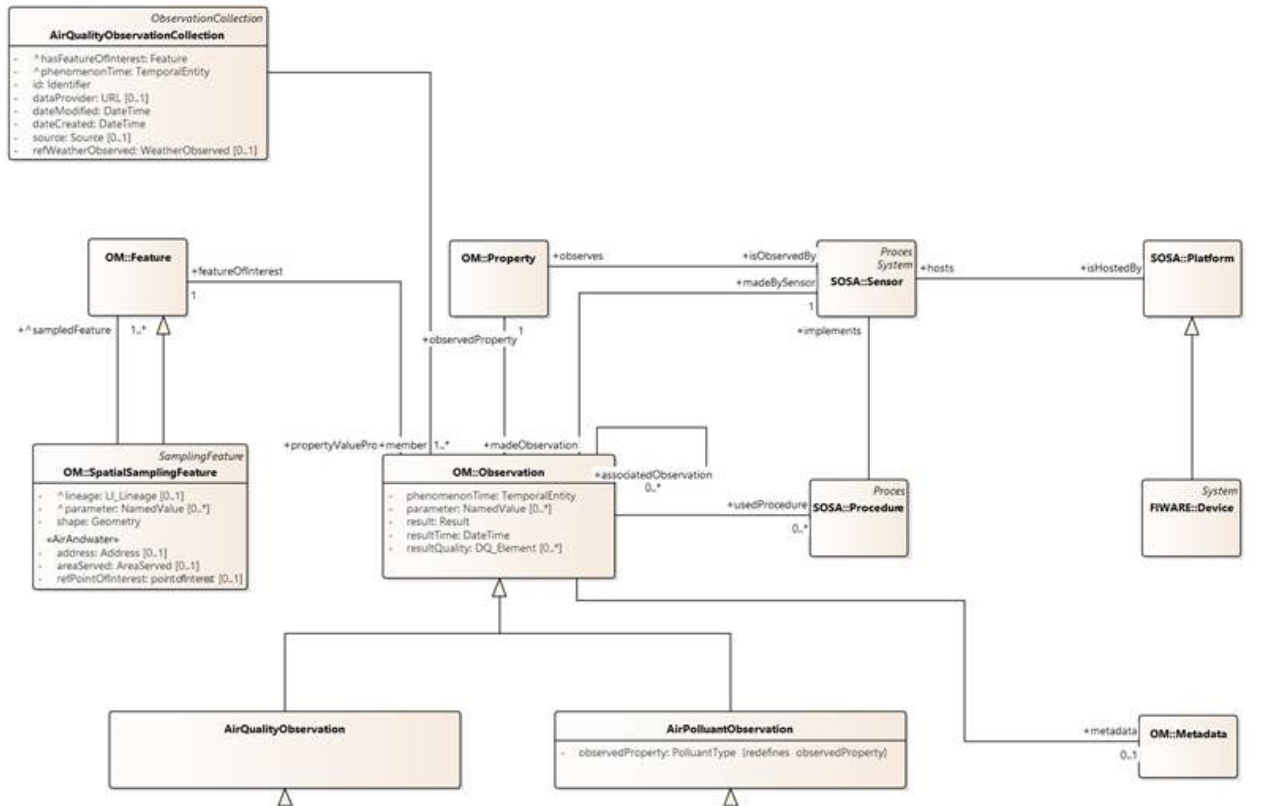 ObservationCollection
AirQualityObservationCollection
- ^hasFeatureOfInterest: Feature
- ^phenomenonTime: TemporalEntity
- id: Identifier
- dataProvider: URL [0..1]
- dateModified: DateTime
- dateCreated: DateTime
- source: Source [0..1]
- refWeatherObserved: WeatherObserved [0..1]
OM::Feature
+featureOfInterest
1
+^sampledFeature
1..*
OM::Property
+observes
+isObservedBy
+madeBySensor
1
1
+observedProperty
Proces
System
SOSA::Sensor
+hosts
+isHostedBy
+implements
SOSA::Platform
SamplingFeature
OM::SpatialSamplingFeature
- ^lineage: LI_Lineage [0..1]
- ^parameter: NamedValue [0..*]
- shape: Geometry
«AirAndwater»
- address: Address [0..1]
- areaServed: AreaServed [0..1]
- refPointOfInterest: pointofInterest [0..1]
+propertyValuePro
+member
1..*
+madeObservation
OM::Observation
- phenomenonTime: TemporalEntity
- parameter: NamedValue [0..*]
- result: Result
- resultTime: DateTime
- resultQuality: DQ_Element [0..*]
+associatedObservation
0..*
+usedProcedure
0..*
Proces
SOSA::Procedure
System
FIWARE::Device
AirQualityObservation
AirPolluantObservation
- observedProperty: PolluantType (redefines observedProperty)
+metadata
0..1
OM::Metadata